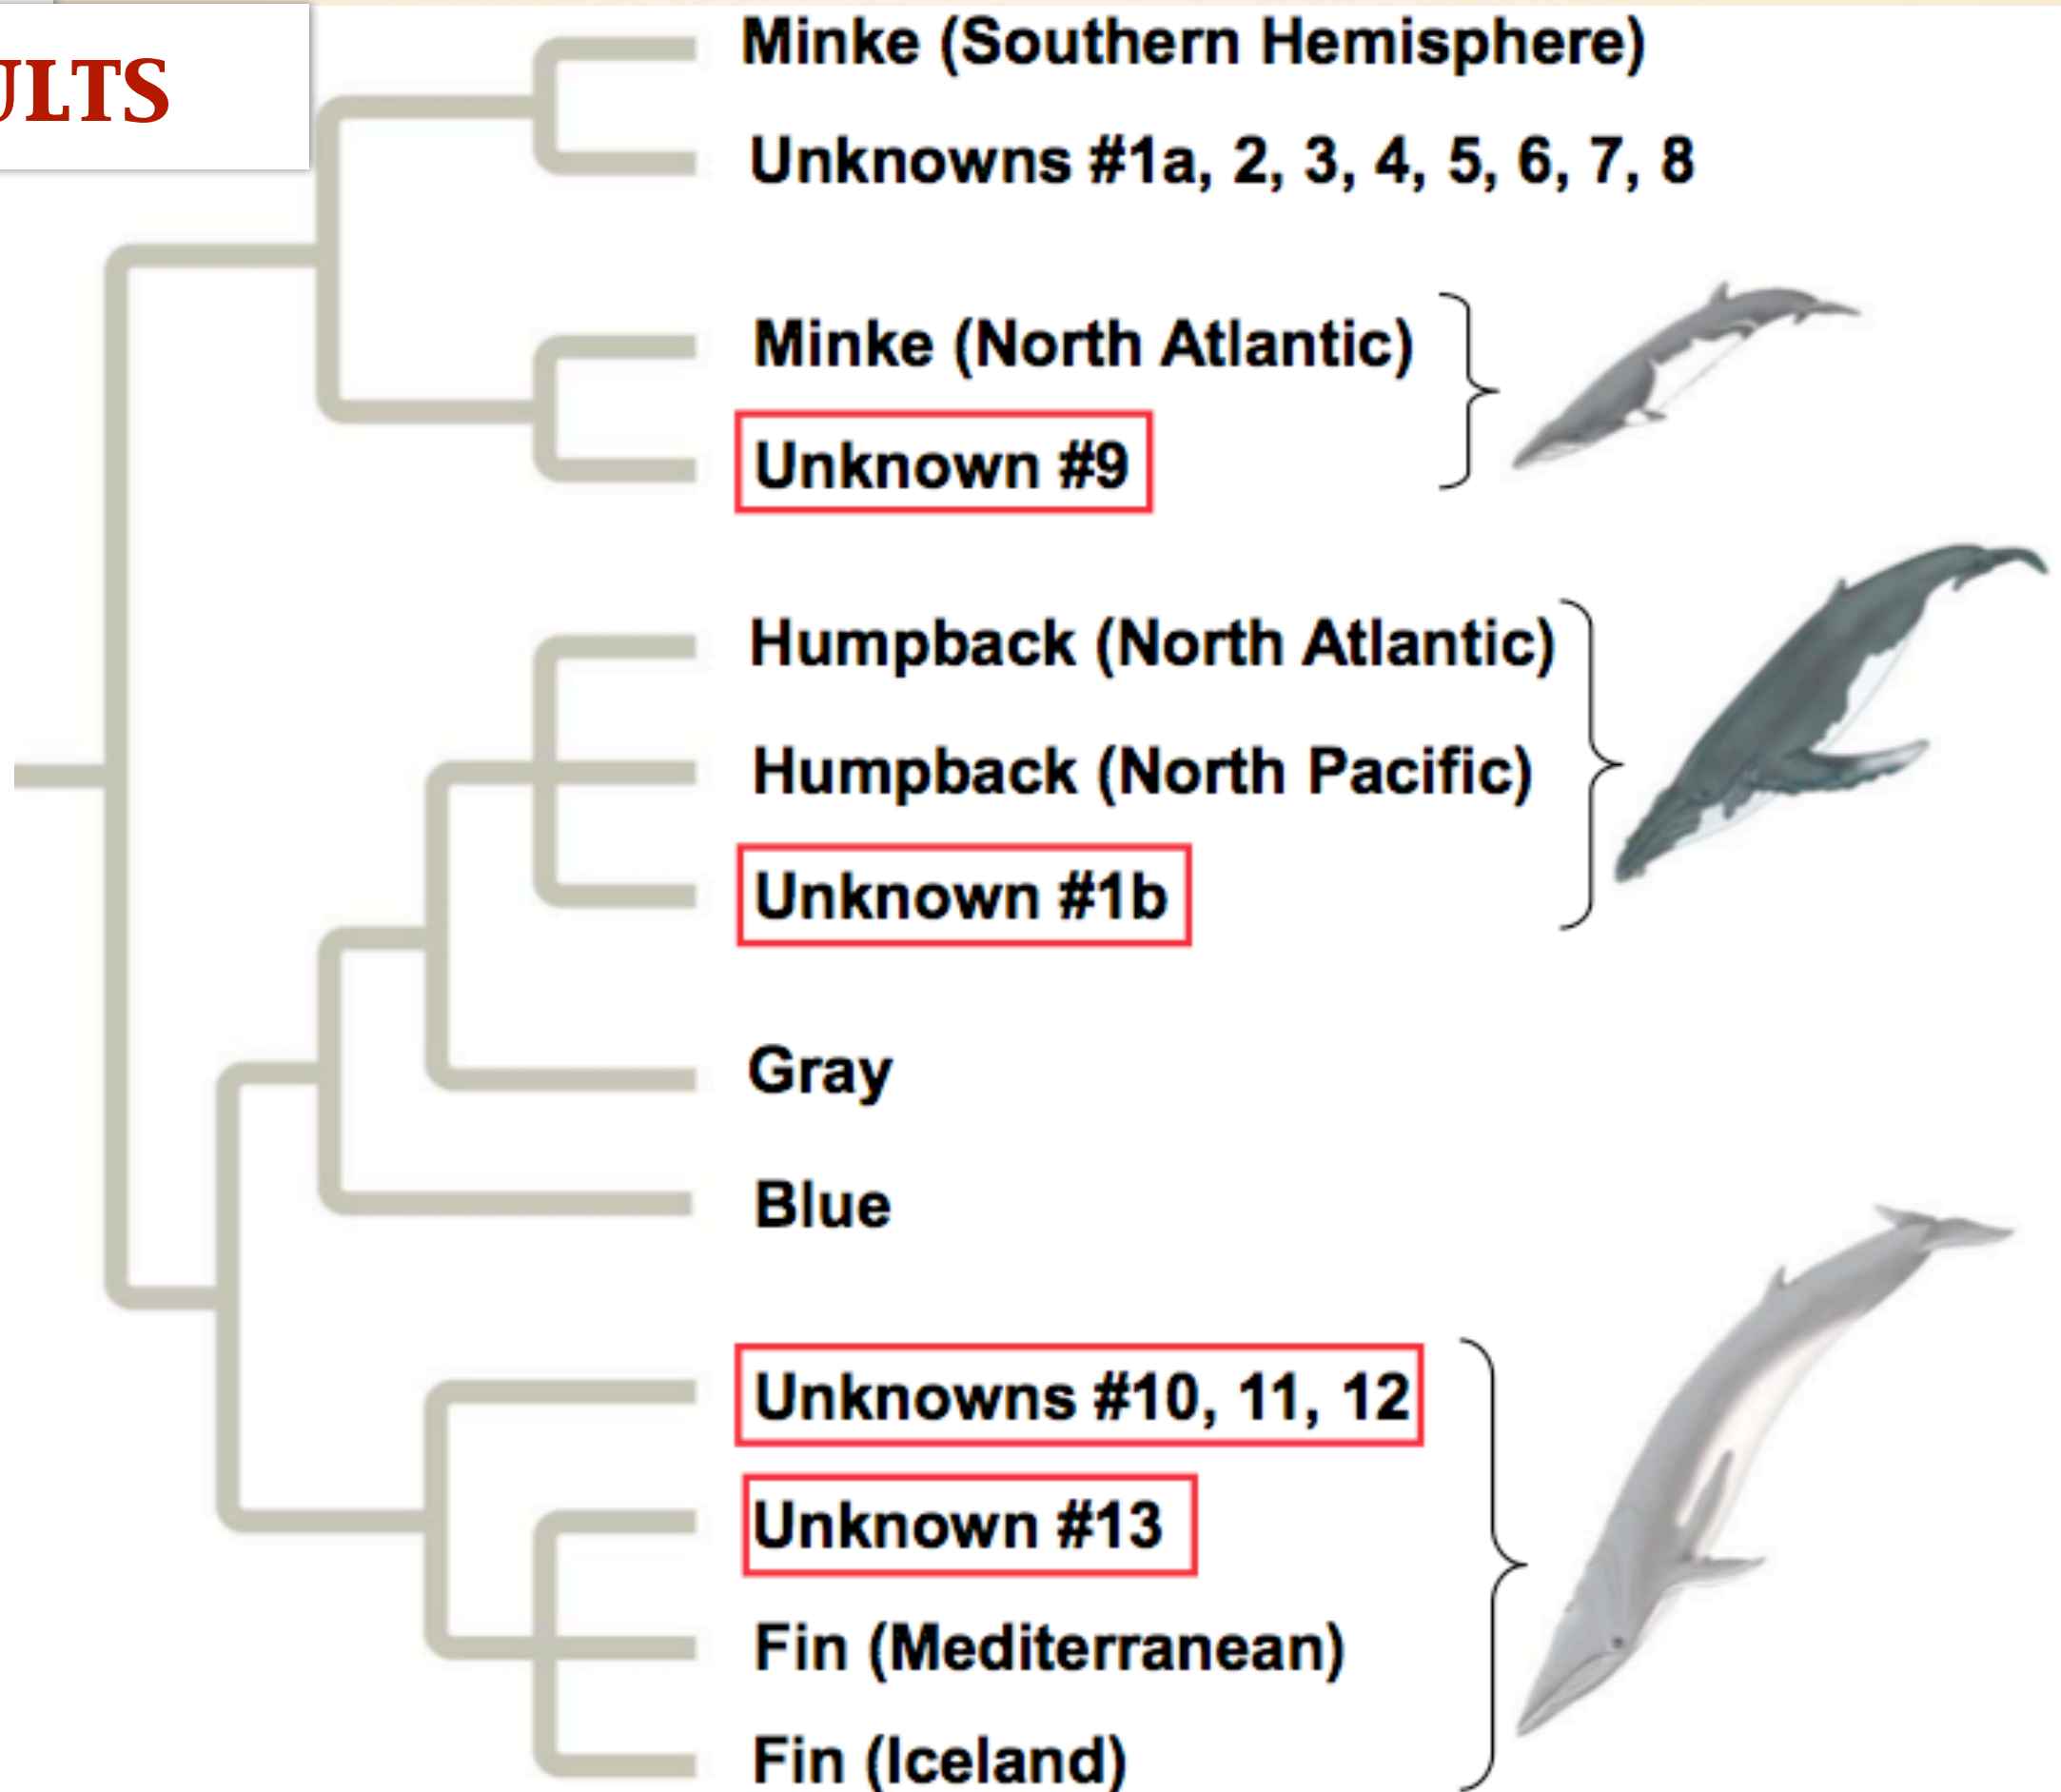 ULTS
Minke (Southern Hemisphere)
Unknowns #1a, 2, 3, 4, 5, 6, 7, 8
Minke (North Atlantic)
Unknown #9
Humpback (North Atlantic)
Humpback (North Pacific)
Unknown #1b
Gray
Blue
Unknowns #10, 11, 12
Unknown #13
Fin (Mediterranean)
Fin (Iceland)